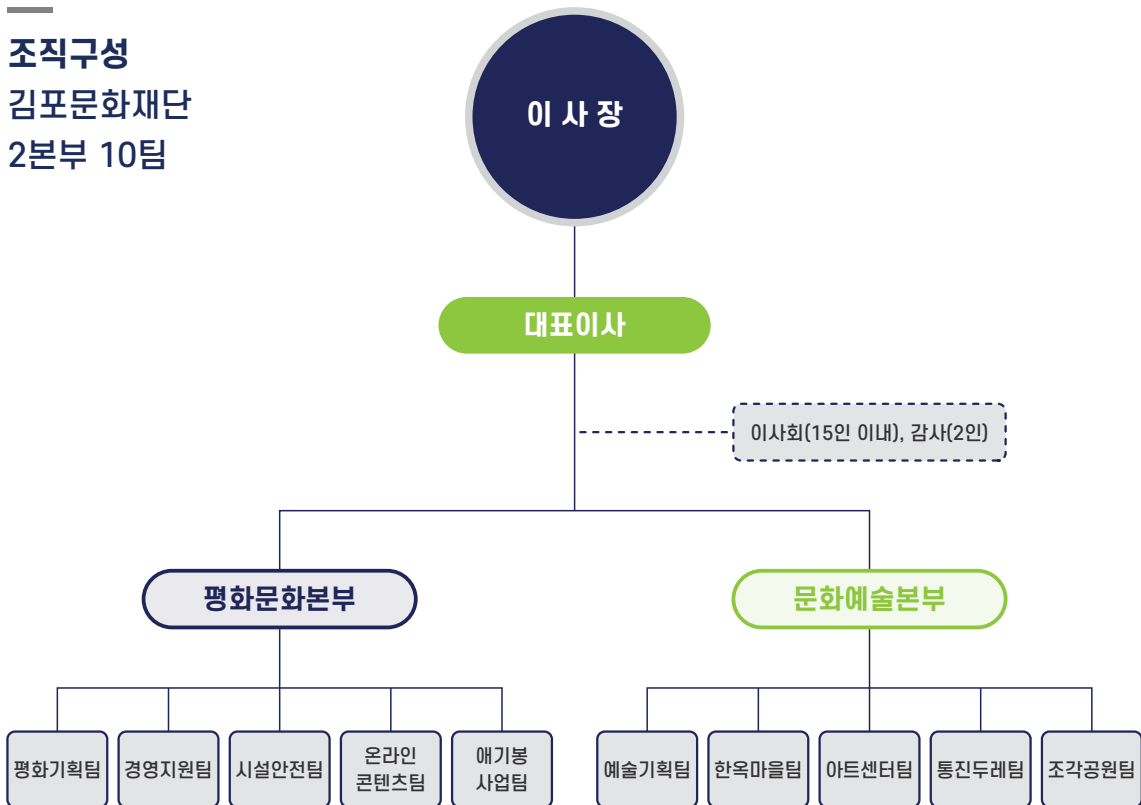 조직구성
김포문화재단
2본부 10팀
이 사 장
대표이사
이사회(15인 이내), 감사(2인)
평화문화본부
문화예술본부
평화기획팀
경영지원팀
시설안전팀
온라인
콘텐츠팀
애기봉
사업팀
예술기획팀
한옥마을팀
아트센터팀
통진두레팀
조각공원팀